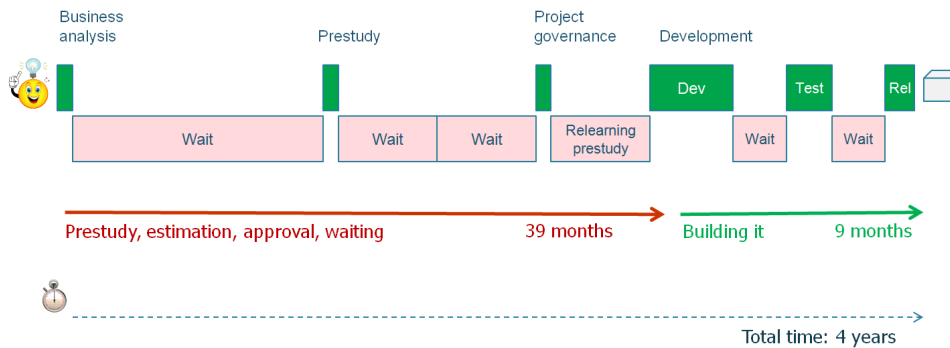 Business
analysis
Prestudy
Project
governance
Development
Dev
Test
Rel
Wait
Wait
Wait
Relearning
prestudy
Wait
Wait
Prestudy, estimation, approval, waiting
39 months
Building it
9 months
Total time: 4 years